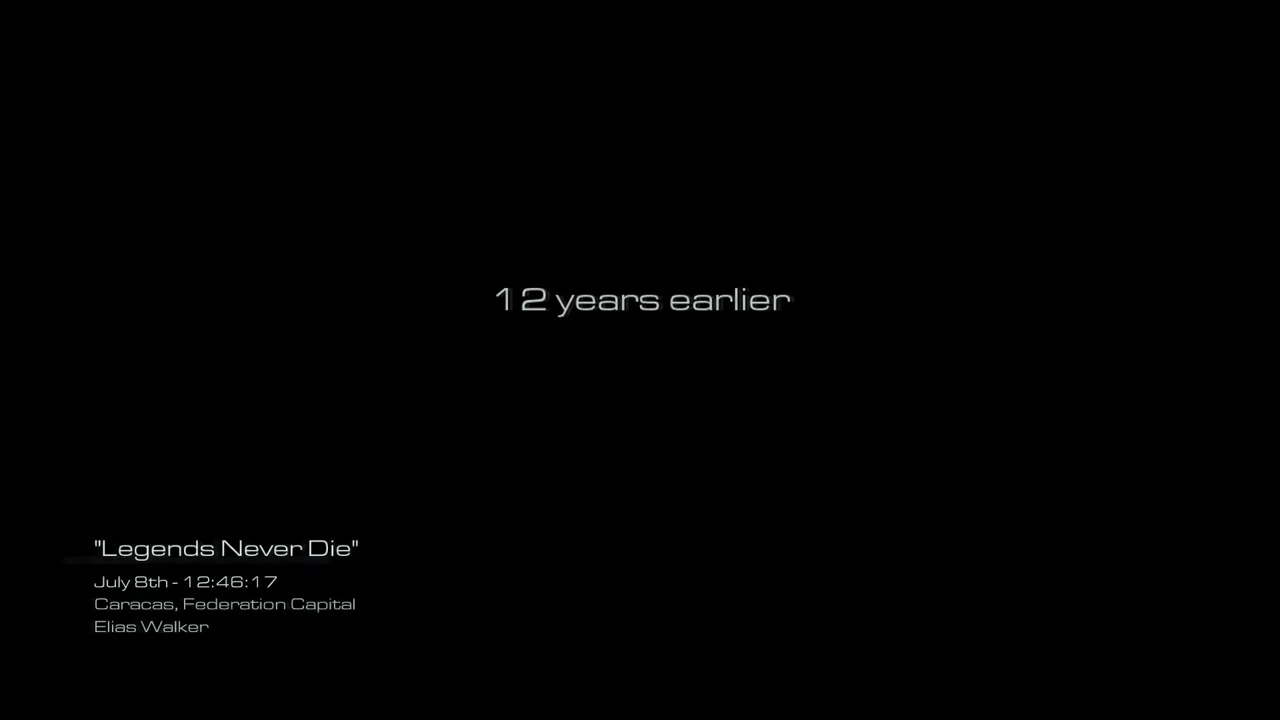 12 years earlier
"Legends Never Die"
July 8th - 12:46:17
Caracas, Federation Capital
Elias Walker